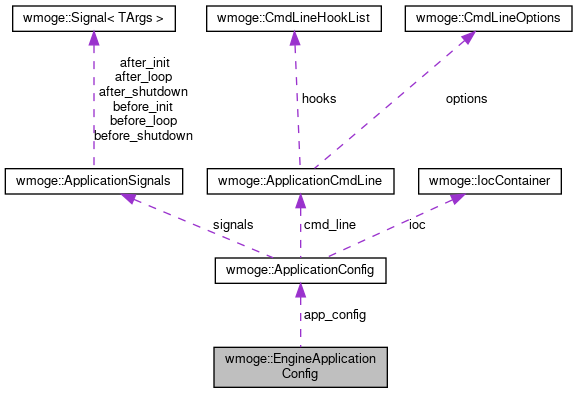 wmoge::Signal< TArgs >
wmoge::CmdLineHookList
wmoge::CmdLineOptions
after_init
after_loop
after_shutdown
before_init
before_loop
before_shutdown
hooks
options
wmoge::ApplicationSignals
wmoge::ApplicationCmdLine
wmoge::IocContainer
signals
cmd_line
ioc
wmoge::ApplicationConfig
app_config
wmoge::EngineApplication
Config